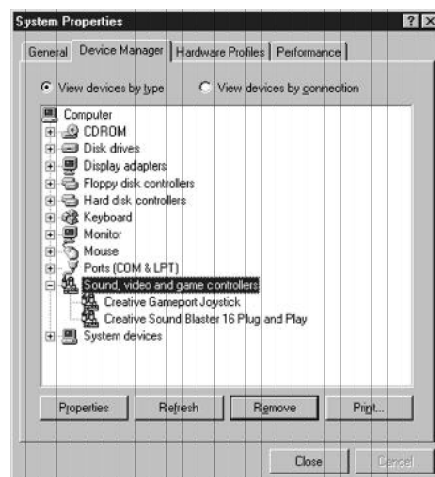 System Properties
General Device Manager Hardware Profiles Performance
View devices by type View devices by connection
Computer
CDROM
Disk drives
Display adapters
Floppy disk controllers
Hard disk controllers
Keyboard
Monitor
Mouse
Ports (COM & LPT)
Sound, video and game controllers
Creative Gameport Joystick
Creative Sound Blaster 16 Plug and Play
System devices
Properties Refresh Remove Print...
Close Cancel